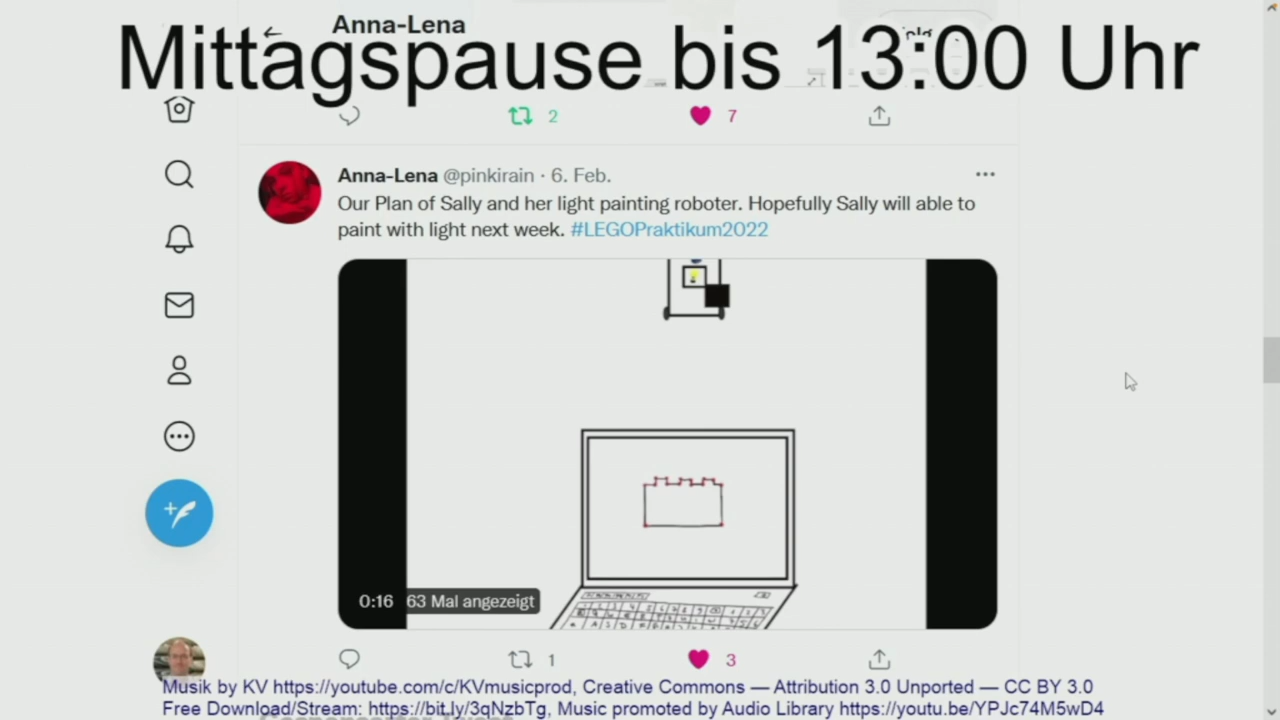 Anna-Lena
Mittagspause bis 13:00 Uhr
2
7
Anna-Lena @pinkirain · 6. Feb.
Our Plan of Sally and her light painting roboter. Hopefully Sally will able to
paint with light next week. #LEGOPraktikum2022
0:16 63 Mal angezeigt
1
3
Musik by KV https://youtube.com/c/KVmusicprod, Creative Commons — Attribution 3.0 Unported — CC BY 3.0
Free Download/Stream: https://bit.ly/3qNzbTg, Music promoted by Audio Library https://youtu.be/YPJc74M5wD4